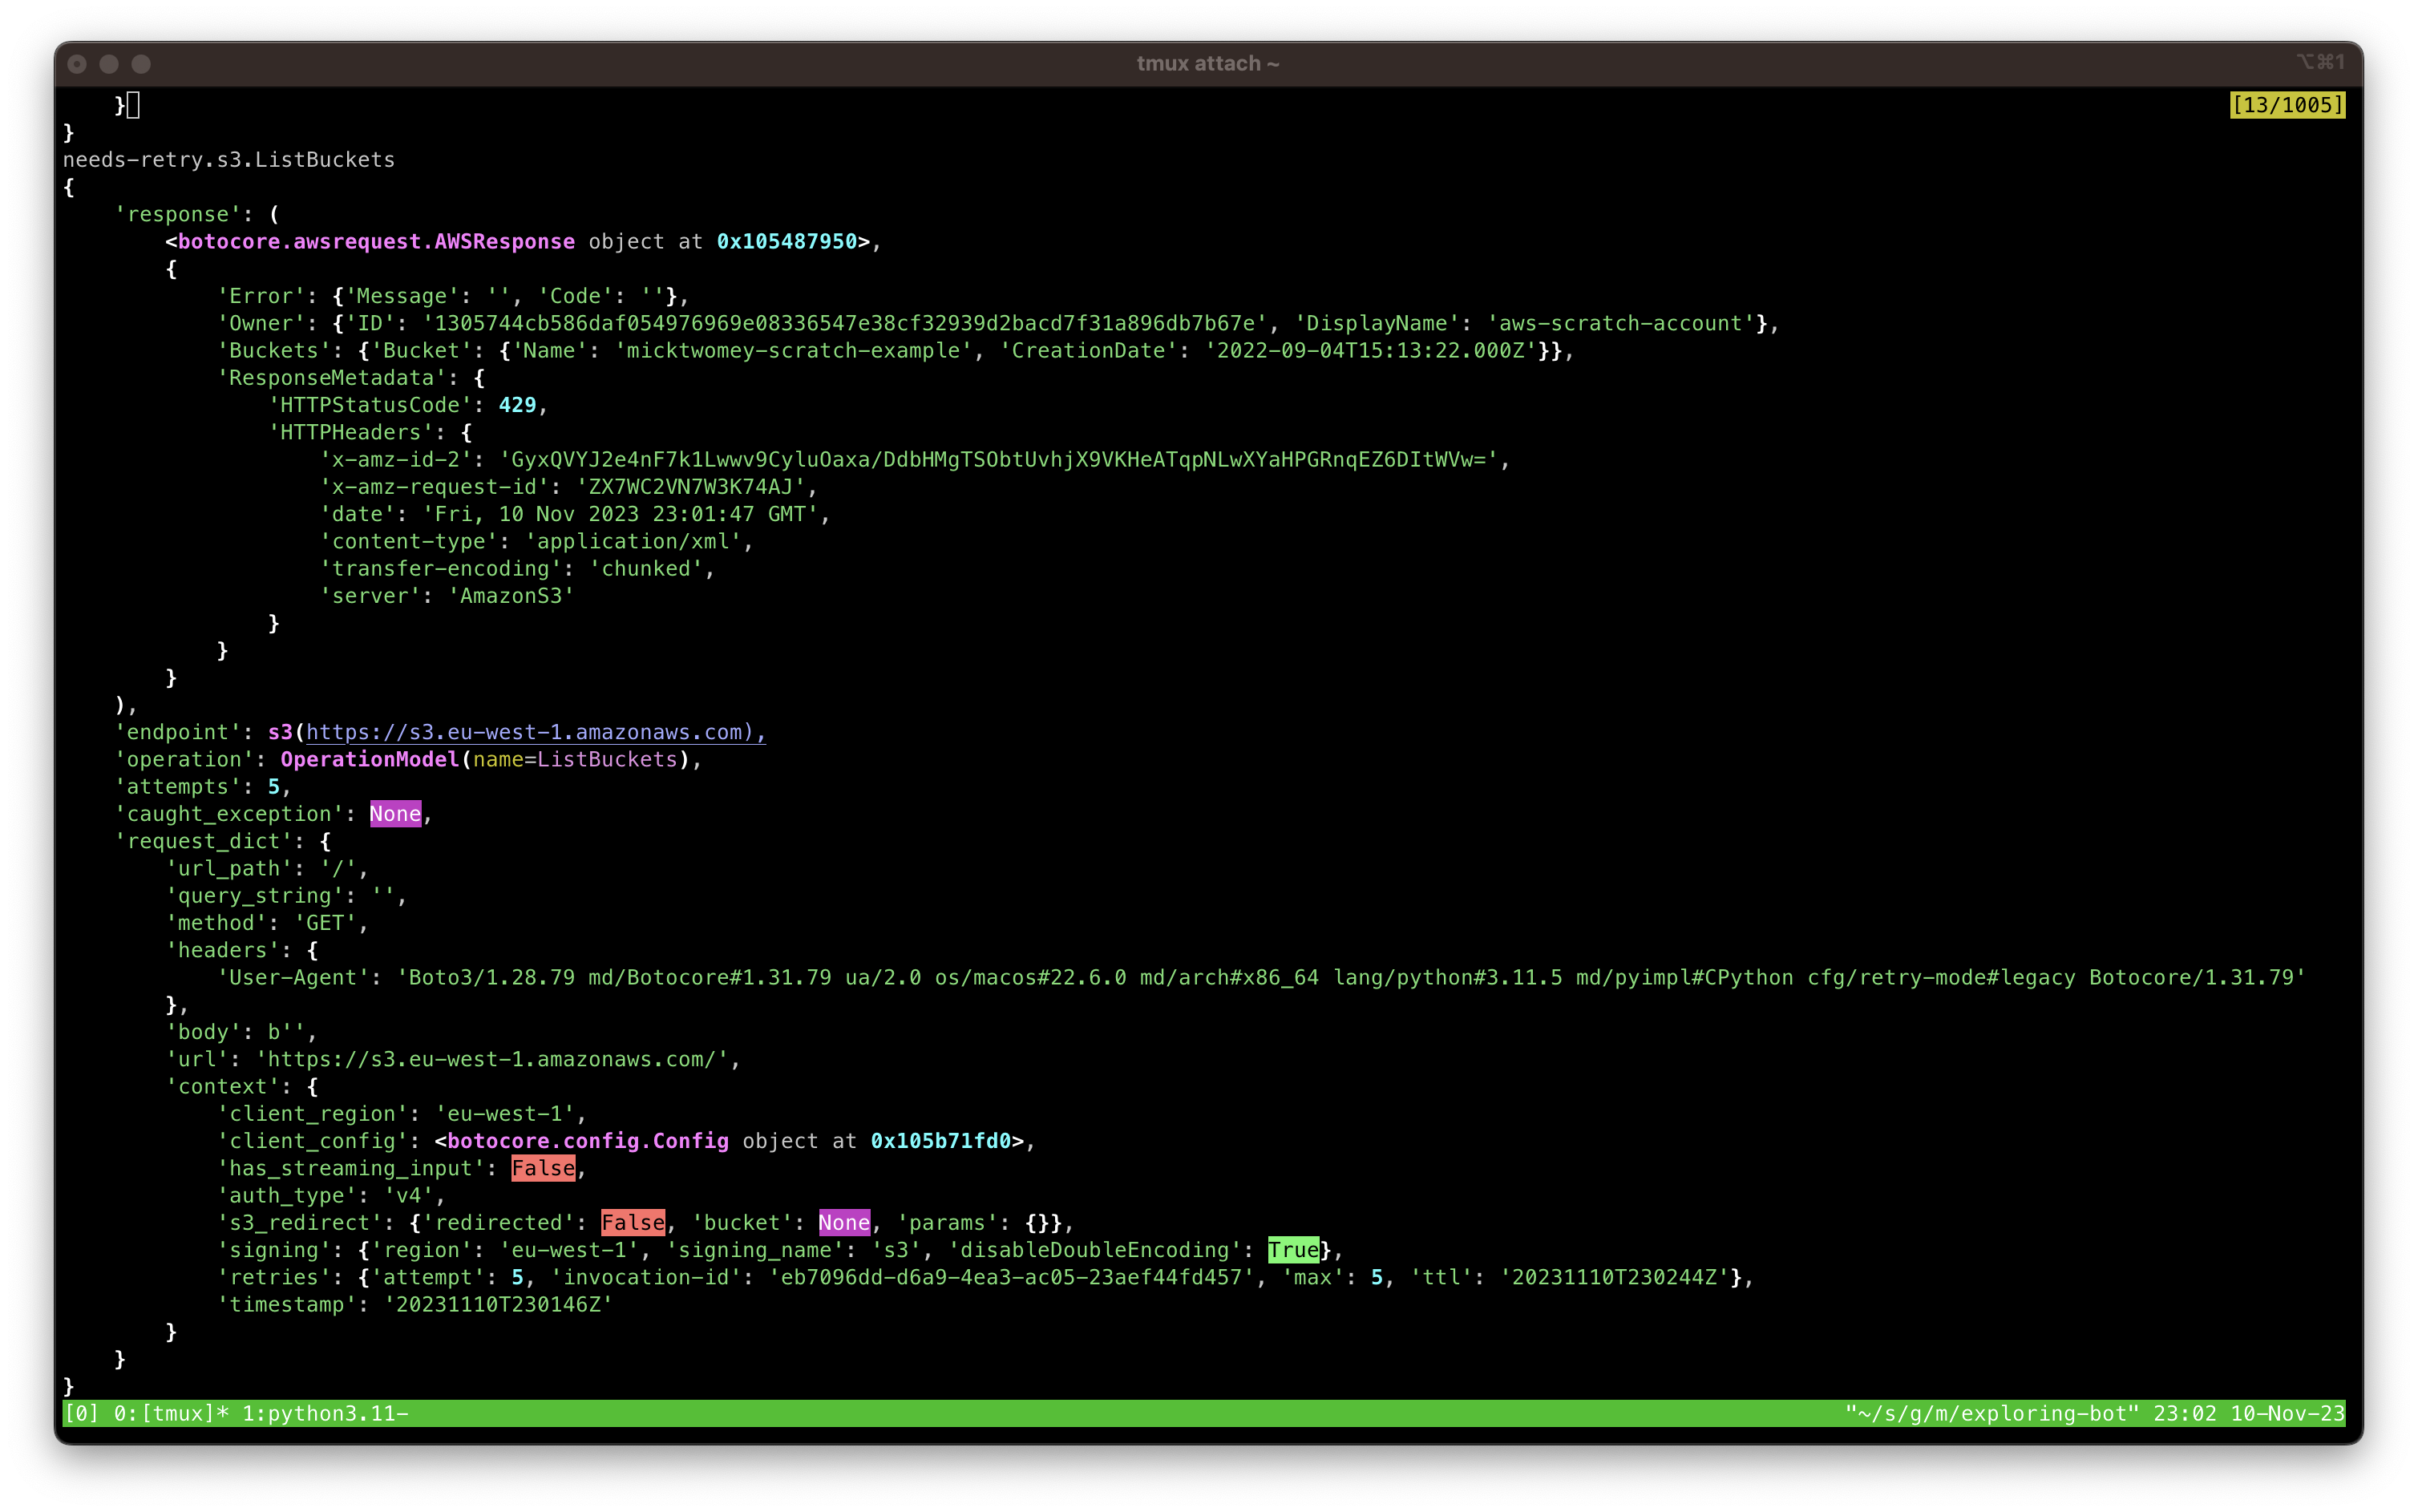 tmux attach ~
⌥⌘1
    }
[13/1005]
}
needs-retry.s3.ListBuckets
{
    'response': (
        <botocore.awsrequest.AWSResponse object at 0x105487950>,
        {
            'Error': {'Message': '', 'Code': ''},
            'Owner': {'ID': '1305744cb586daf054976969e08336547e38cf32939d2bacd7f31a896db7b67e', 'DisplayName': 'aws-scratch-account'},
            'Buckets': {'Bucket': {'Name': 'micktwomey-scratch-example', 'CreationDate': '2022-09-04T15:13:22.000Z'}},
            'ResponseMetadata': {
                'HTTPStatusCode': 429,
                'HTTPHeaders': {
                    'x-amz-id-2': 'GyxQVYJ2e4nF7k1Lwwv9CyluOaxa/DdbHMgTSObtUvhjX9VKHeATqpNLwXYaHPGRnqEZ6DItWVw=',
                    'x-amz-request-id': 'ZX7WC2VN7W3K74AJ',
                    'date': 'Fri, 10 Nov 2023 23:01:47 GMT',
                    'content-type': 'application/xml',
                    'transfer-encoding': 'chunked',
                    'server': 'AmazonS3'
                }
            }
        }
    ),
    'endpoint': s3(https://s3.eu-west-1.amazonaws.com),
    'operation': OperationModel(name=ListBuckets),
    'attempts': 5,
    'caught_exception': None,
    'request_dict': {
        'url_path': '/',
        'query_string': '',
        'method': 'GET',
        'headers': {
            'User-Agent': 'Boto3/1.28.79 md/Botocore#1.31.79 ua/2.0 os/macos#22.6.0 md/arch#x86_64 lang/python#3.11.5 md/pyimpl#CPython cfg/retry-mode#legacy Botocore/1.31.79'
        },
        'body': b'',
        'url': 'https://s3.eu-west-1.amazonaws.com/',
        'context': {
            'client_region': 'eu-west-1',
            'client_config': <botocore.config.Config object at 0x105b71fd0>,
            'has_streaming_input': False,
            'auth_type': 'v4',
            's3_redirect': {'redirected': False, 'bucket': None, 'params': {}},
            'signing': {'region': 'eu-west-1', 'signing_name': 's3', 'disableDoubleEncoding': True},
            'retries': {'attempt': 5, 'invocation-id': 'eb7096dd-d6a9-4ea3-ac05-23aef44fd457', 'max': 5, 'ttl': '20231110T230244Z'},
            'timestamp': '20231110T230146Z'
        }
    }
}
[0] 0:[tmux]* 1:python3.11- "~/s/g/m/exploring-bot" 23:02 10-Nov-23